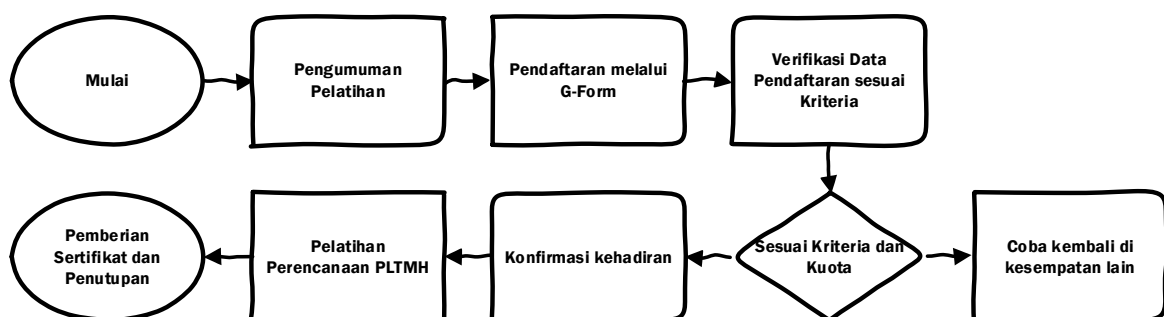 Mulai
Pengumuman
Pelatihan
Pendaftaran melalui
G-Form
Verifikasi Data
Pendaftaran sesuai
Kriteria
Pemberian
Sertifikat dan
Penutupan
Pelatihan
Perencanaan PLTMH
Konfirmasi kehadiran
Sesuai Kriteria dan
Kuota
Coba kembali di
kesempatan lain